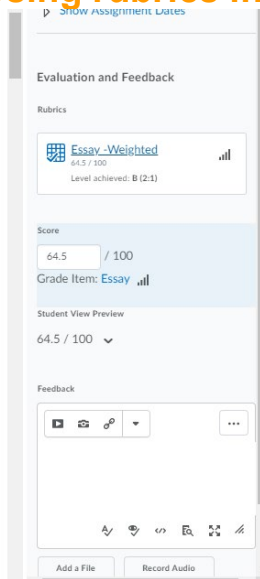 Show Assignment Dates
Evaluation and Feedback
Rubrics
Essay -Weighted
64.5 / 100
Level achieved: B (2:1)
Score
64.5 / 100
Grade Item: Essay
Student View Preview
64.5 / 100
Feedback
Add a File Record Audio